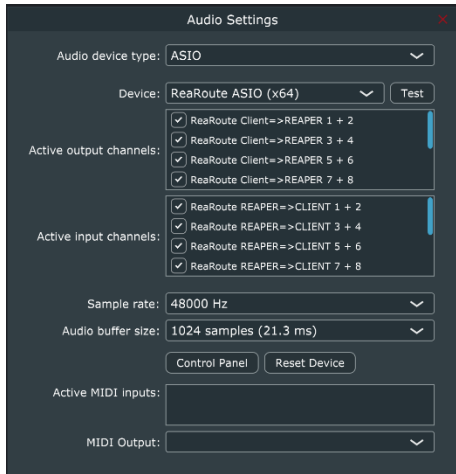 Audio Settings
Audio device type: ASIO
Device: ReaRoute ASIO (x64) Test
Active output channels:
ReaRoute Client=>REAPER 1 + 2
ReaRoute Client=>REAPER 3 + 4
ReaRoute Client=>REAPER 5 + 6
ReaRoute Client=>REAPER 7 + 8
Active input channels:
ReaRoute REAPER=>CLIENT 1 + 2
ReaRoute REAPER=>CLIENT 3 + 4
ReaRoute REAPER=>CLIENT 5 + 6
ReaRoute REAPER=>CLIENT 7 + 8
Sample rate: 48000 Hz
Audio buffer size: 1024 samples (21.3 ms)
Control Panel Reset Device
Active MIDI inputs:
MIDI Output: